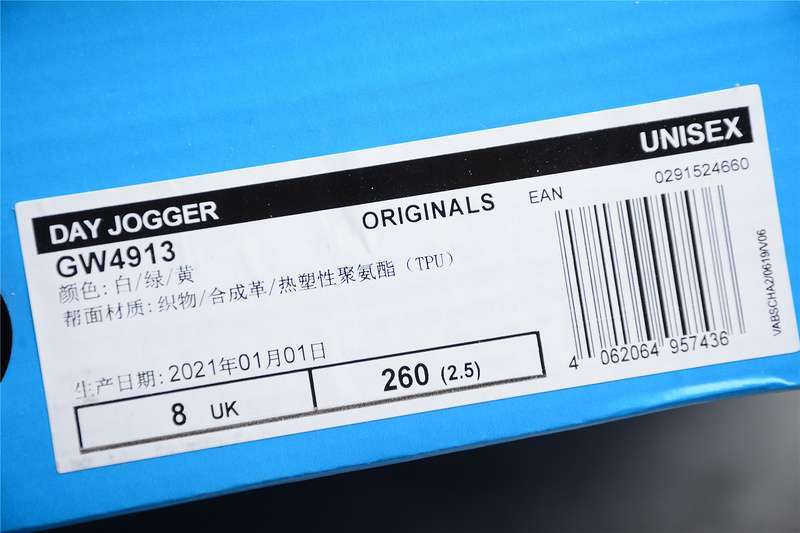 DAY JOGGER UNISEX
GW4913 ORIGINALS EAN 0291524660
颜色: 白/绿/黄
帮面材质: 织物/合成革/热塑性聚氨酯 (TPU)
生产日期: 2021年01月01日
8 UK 260 (2.5)
4 062064 957436
VABSCHA2/0619/V06